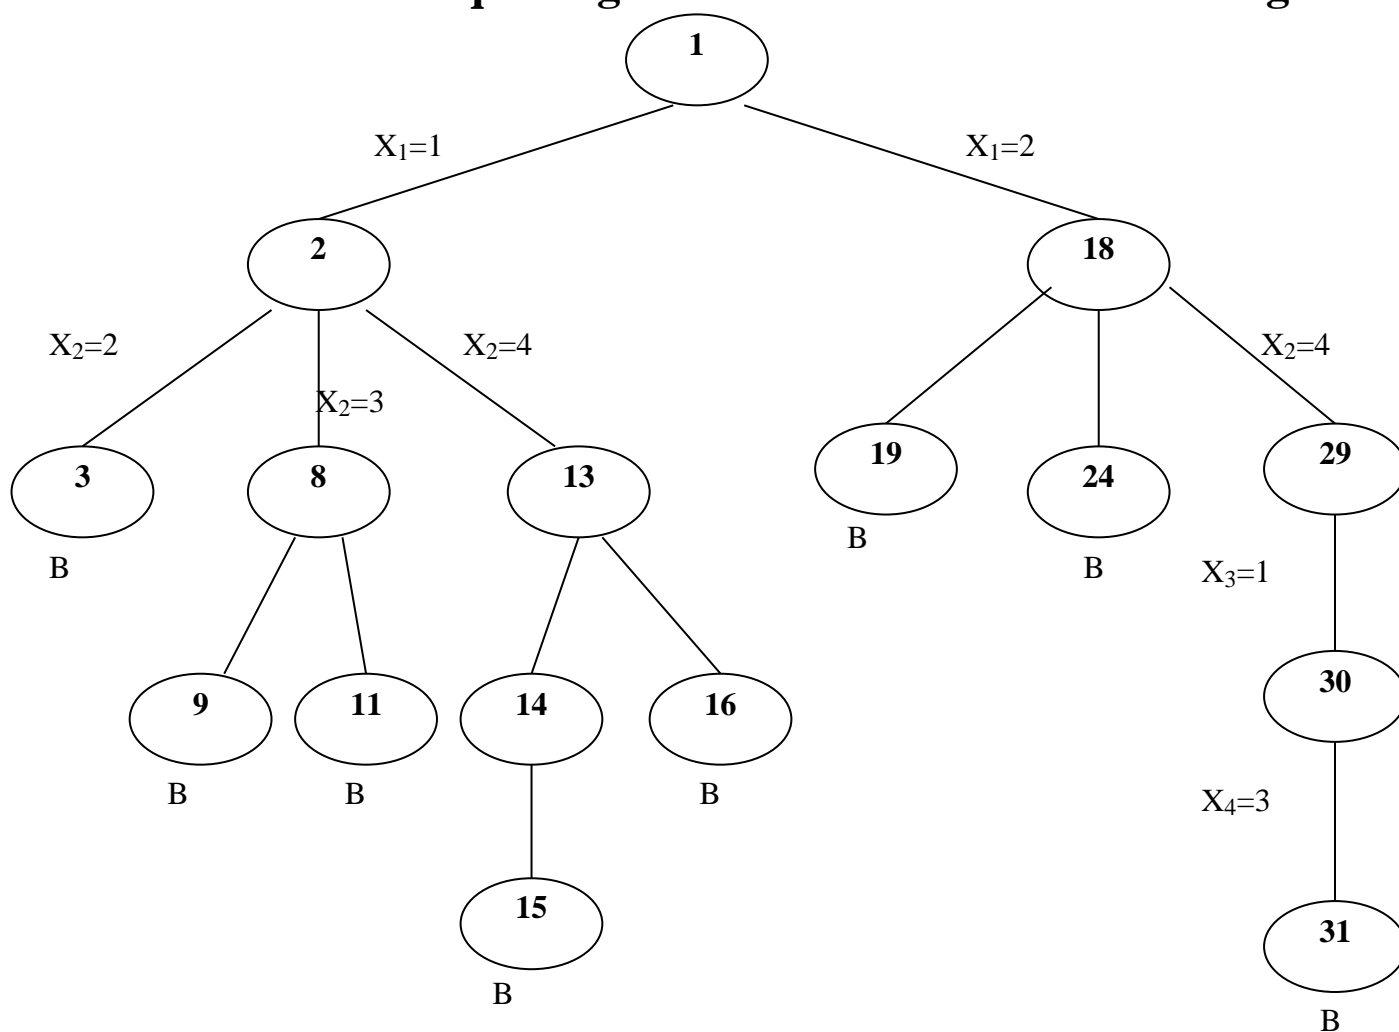 1
X₁=1 X₁=2
2 18
X₂=2 X₂=4 X₂=4
X₂=3
3 8 13 19 24 29
B B B
X₃=1
9 11 14 16 30
B B B
X₄=3
15 31
B B